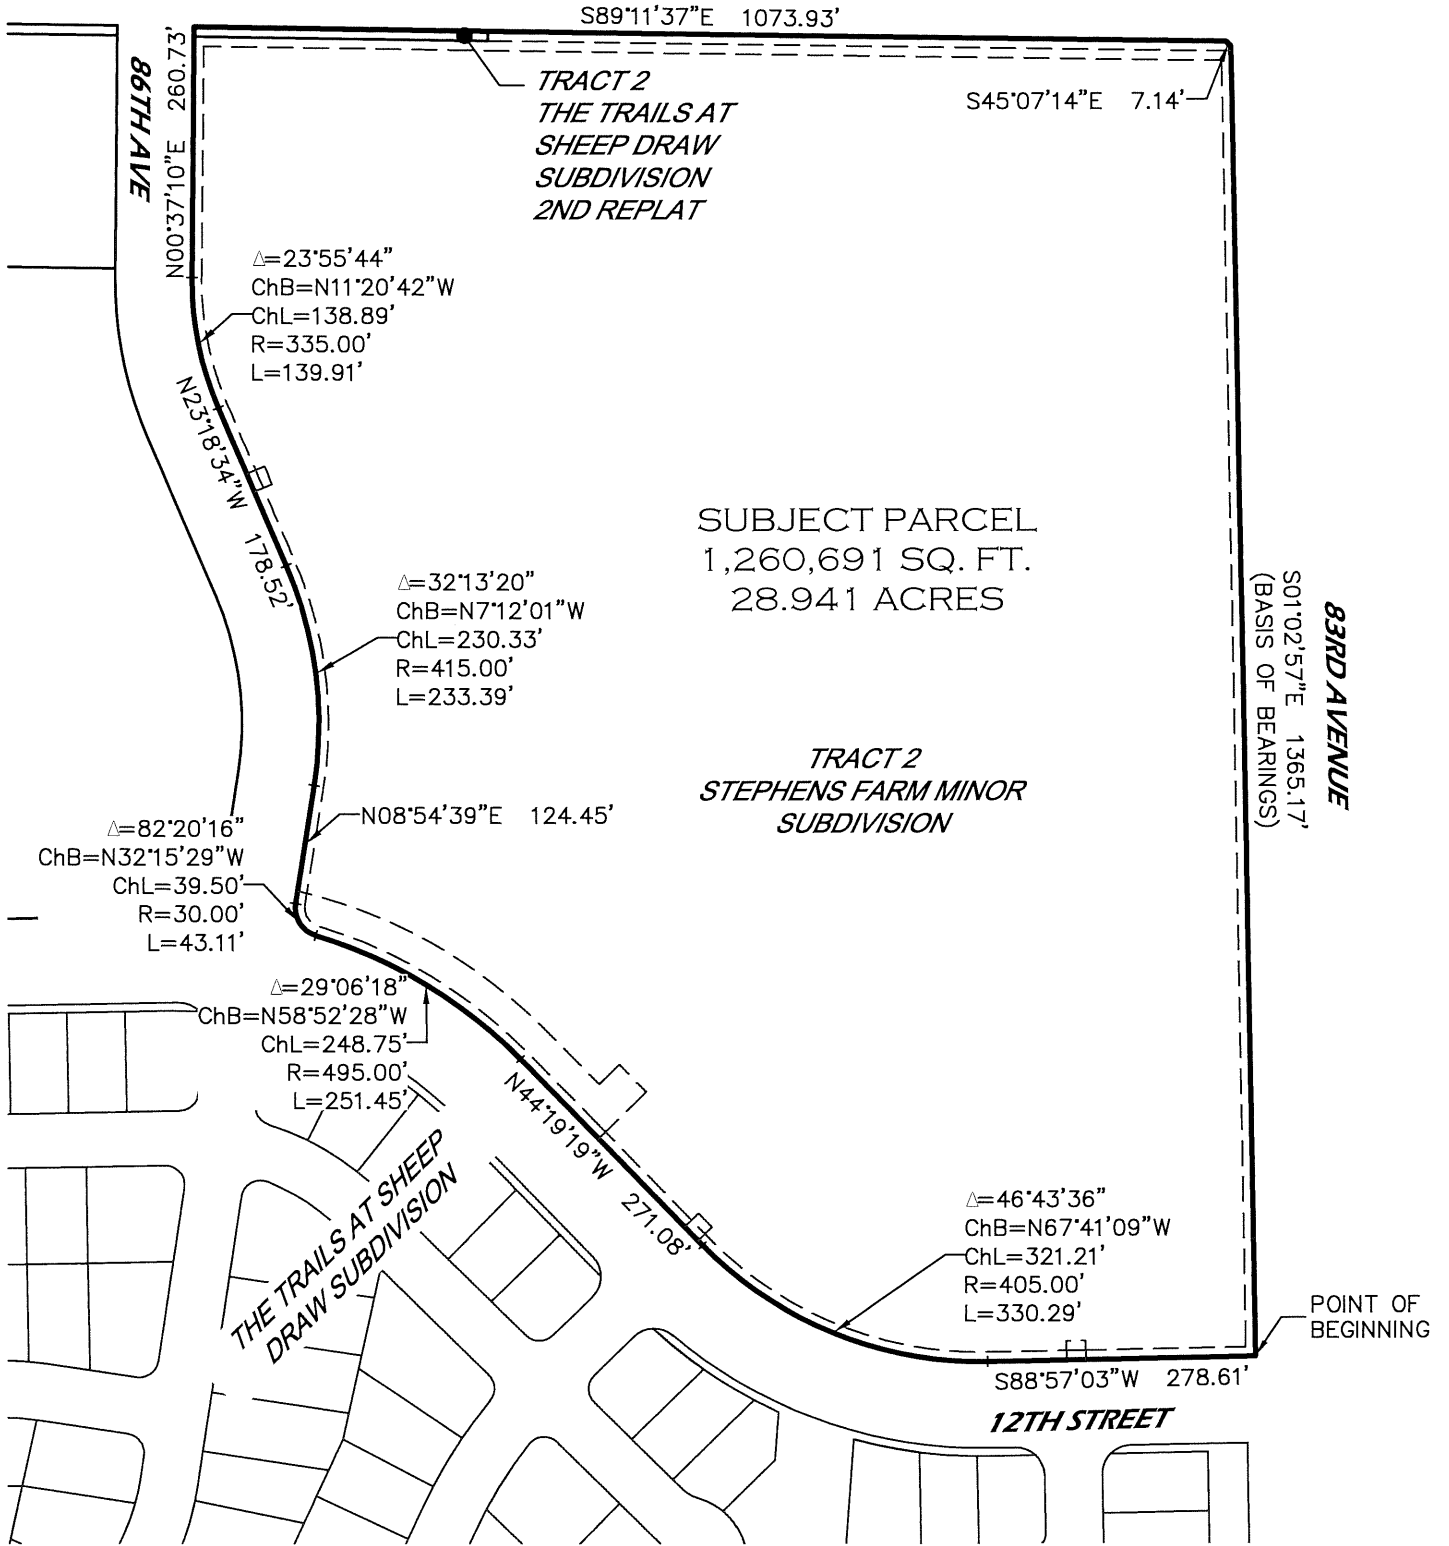 S89°11'37"E 1073.93'
86TH AVE
N00°37'10"E 260.73'
TRACT 2
THE TRAILS AT
SHEEP DRAW
SUBDIVISION
2ND REPLAT
S45°07'14"E 7.14'
Δ=23°55'44"
ChB=N11°20'42"W
ChL=138.89'
R=335.00'
L=139.91'
N23°18'34"W 178.52'
SUBJECT PARCEL
1,260,691 SQ. FT.
28.941 ACRES
Δ=32°13'20"
ChB=N7°12'01"W
ChL=230.33'
R=415.00'
L=233.39'
83RD AVENUE
S01°02'57"E 1365.17'
(BASIS OF BEARINGS)
TRACT 2
STEPHENS FARM MINOR
SUBDIVISION
N08°54'39"E 124.45'
Δ=82°20'16"
ChB=N32°15'29"W
ChL=39.50'
R=30.00'
L=43.11'
Δ=29°06'18"
ChB=N58°52'28"W
ChL=248.75'
R=495.00'
L=251.45'
N44°19'19"W 271.08'
THE TRAILS AT SHEEP
DRAW SUBDIVISION
Δ=46°43'36"
ChB=N67°41'09"W
ChL=321.21'
R=405.00'
L=330.29'
POINT OF
BEGINNING
S88°57'03"W 278.61'
12TH STREET